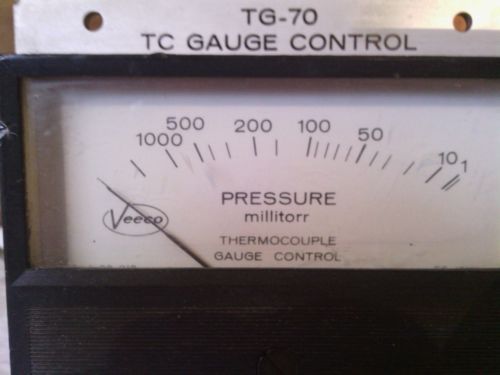 TG-70
TC GAUGE CONTROL
1000 500 200 100 50 10 1
PRESSURE
millitorr
Veeco
THERMOCOUPLE
GAUGE CONTROL